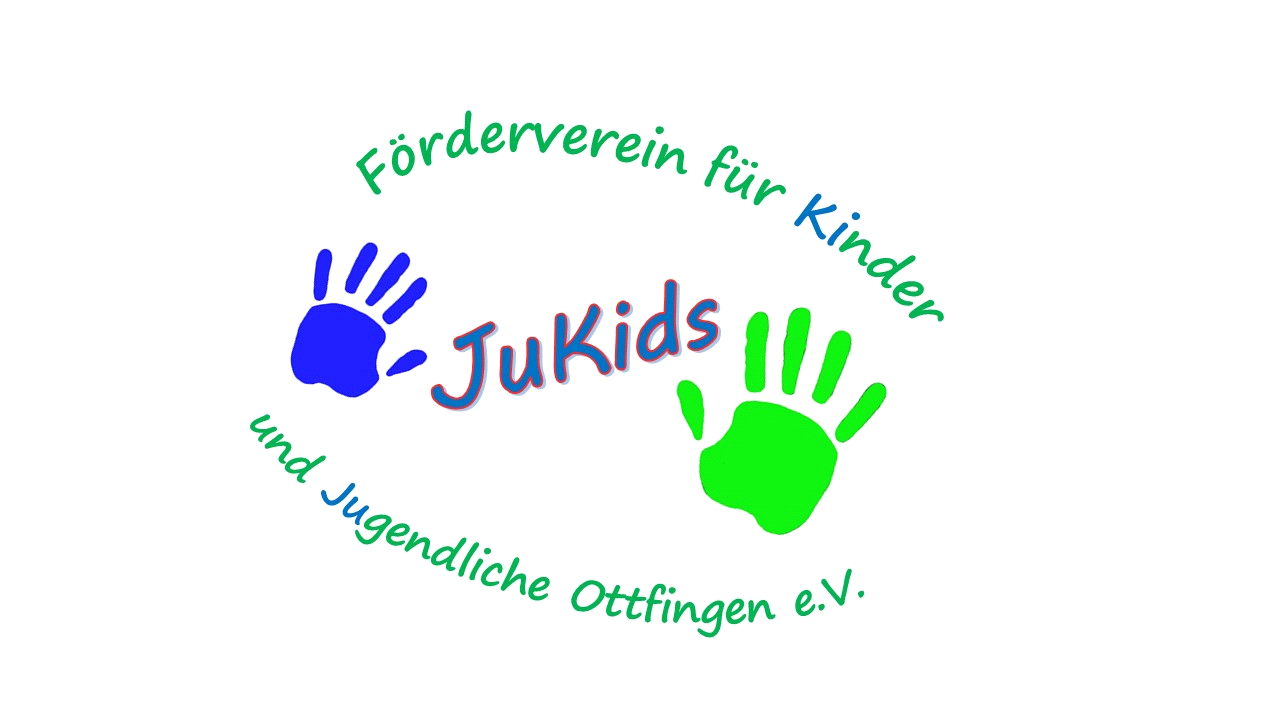 Förderverein für Kinder
JuKids
und Jugendliche Ottfingen e.V.